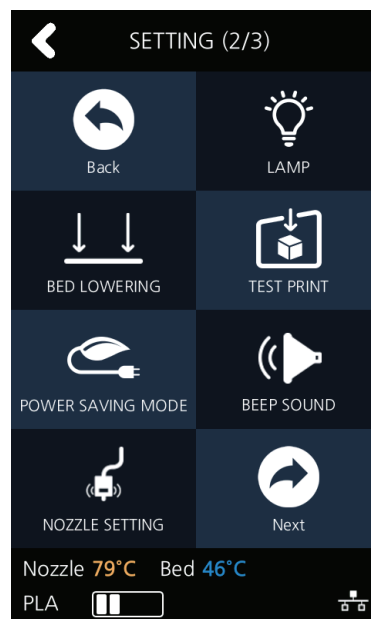 SETTING (2/3)
Back
LAMP
BED LOWERING
TEST PRINT
POWER SAVING MODE
BEEP SOUND
NOZZLE SETTING
Next
Nozzle 79°C Bed 46°C
PLA